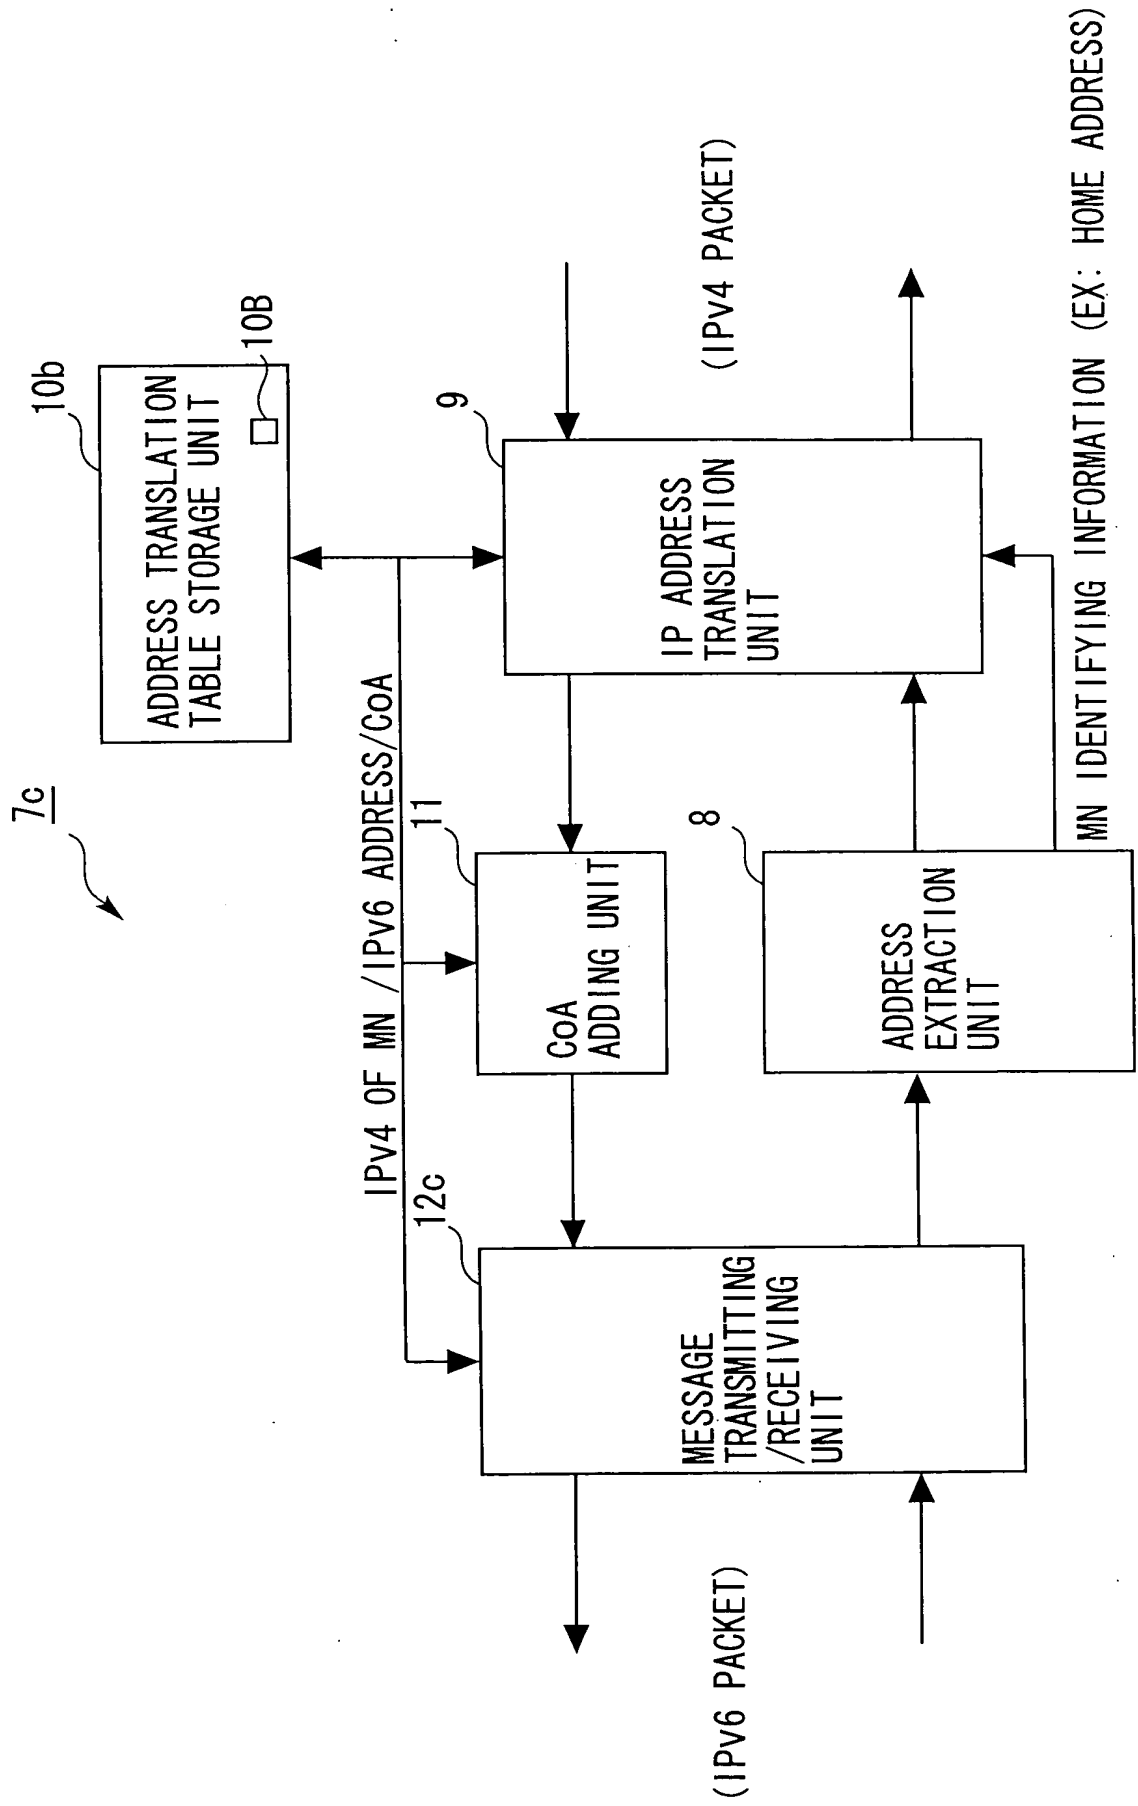 7c
10b
ADDRESS TRANSLATION
TABLE STORAGE UNIT
10B
IPv4 OF MN /IPv6 ADDRESS/CoA
12c
MESSAGE
TRANSMITTING
/RECEIVING
UNIT
11
CoA
ADDING UNIT
9
IP ADDRESS
TRANSLATION
UNIT
8
ADDRESS
EXTRACTION
UNIT
(IPv6 PACKET)
(IPv4 PACKET)
MN IDENTIFYING INFORMATION (EX: HOME ADDRESS)